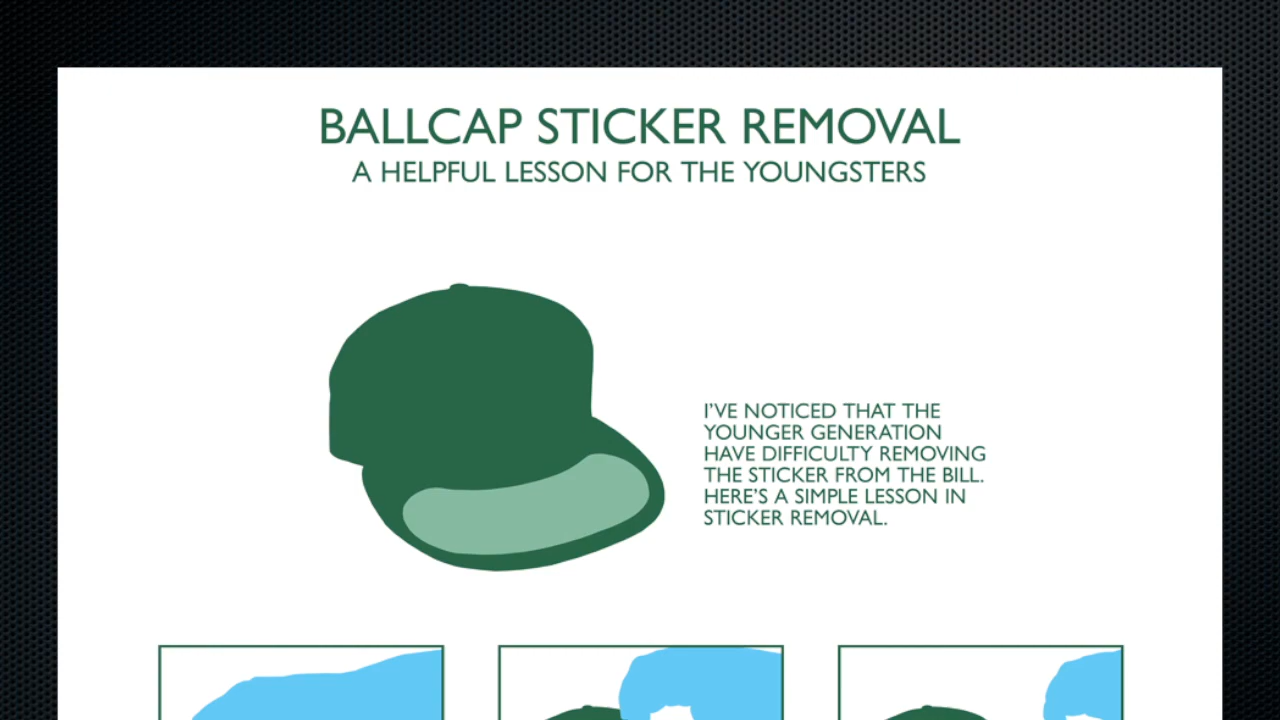 BALLCAP STICKER REMOVAL
A HELPFUL LESSON FOR THE YOUNGSTERS
I'VE NOTICED THAT THE
YOUNGER GENERATION
HAVE DIFFICULTY REMOVING
THE STICKER FROM THE BILL.
HERE'S A SIMPLE LESSON IN
STICKER REMOVAL.